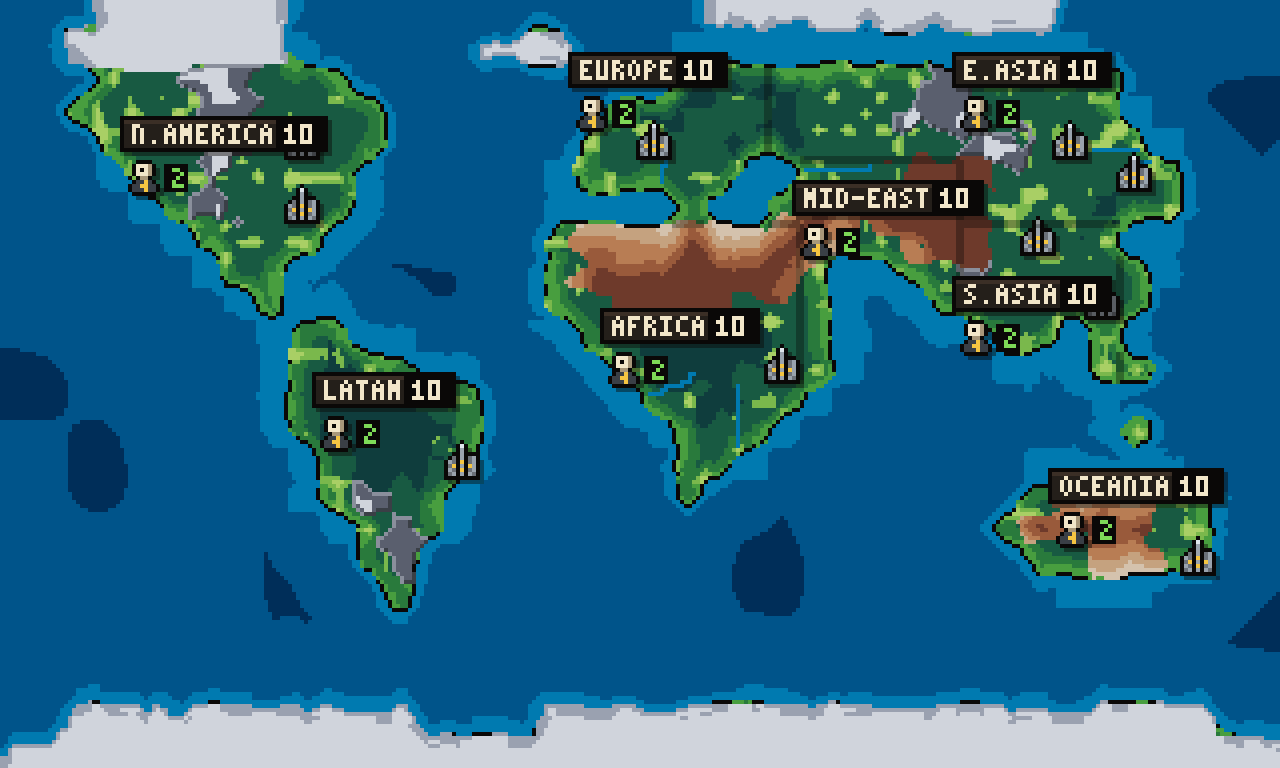 EUROPE 10
E.ASIA 10
2
2
N.AMERICA 10
2
MID-EAST 10
2
S.ASIA 10
AFRICA 10
2
2
LATAM 10
2
OCEANIA 10
2